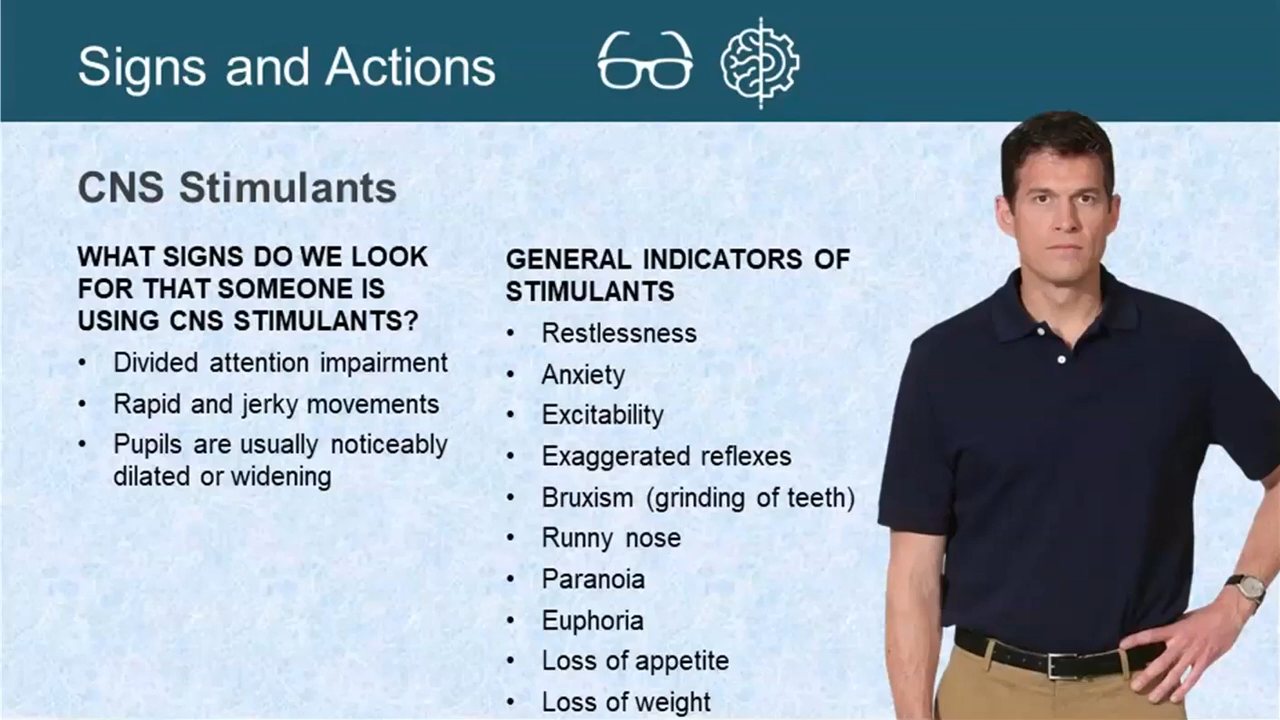 Signs and Actions
CNS Stimulants
WHAT SIGNS DO WE LOOK
FOR THAT SOMEONE IS
USING CNS STIMULANTS?
• Divided attention impairment
• Rapid and jerky movements
• Pupils are usually noticeably
dilated or widening
GENERAL INDICATORS OF
STIMULANTS
• Restlessness
• Anxiety
• Excitability
• Exaggerated reflexes
• Bruxism (grinding of teeth)
• Runny nose
• Paranoia
• Euphoria
• Loss of appetite
• Loss of weight